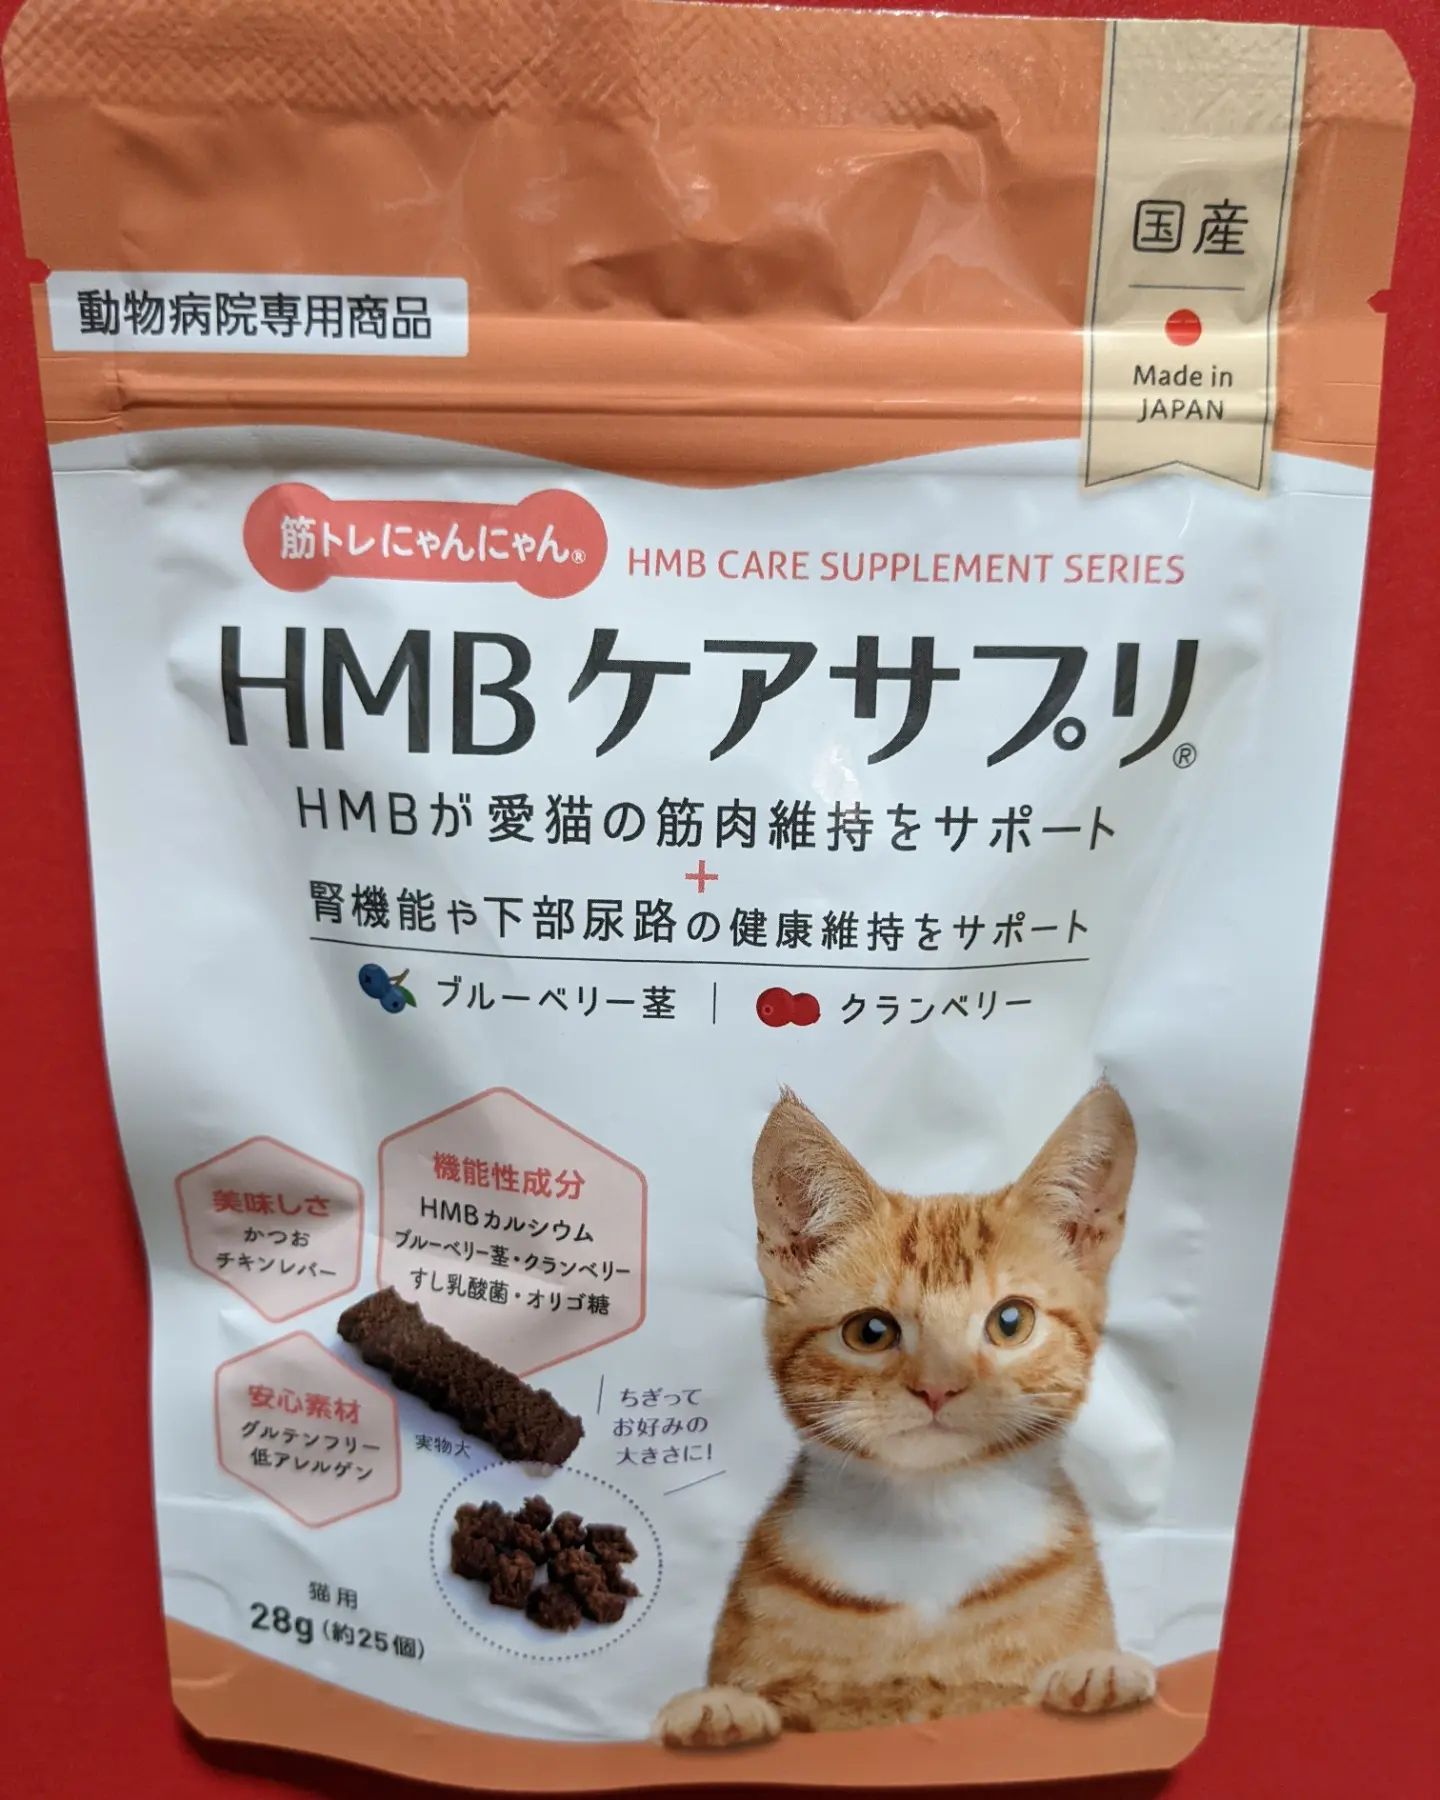 国産
Made in
JAPAN
動物病院専用商品
筋トレにゃんにゃん®
HMB CARE SUPPLEMENT SERIES
HMBケアサプリ®
HMBが愛猫の筋肉維持をサポート
+
腎機能や下部尿路の健康維持をサポート
ブルーベリー茎 | クランベリー
機能性成分
HMBカルシウム
ブルーベリー茎・クランベリー
すし乳酸菌・オリゴ糖
美味しさ
かつお
チキンレバー
安心素材
グルテンフリー
低アレルゲン
実物大
ちぎって
お好みの
大きさに!
猫用
28g(約25個)